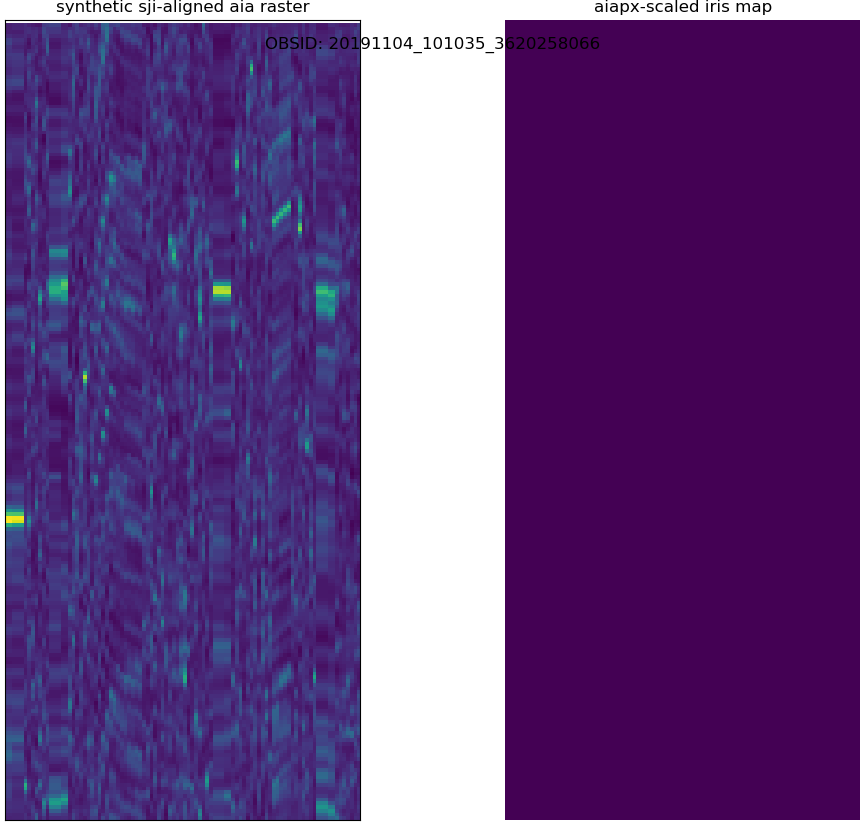 synthetic sji-aligned aia raster
aiapx-scaled iris map
OBSID: 20191104_101035_3620258066